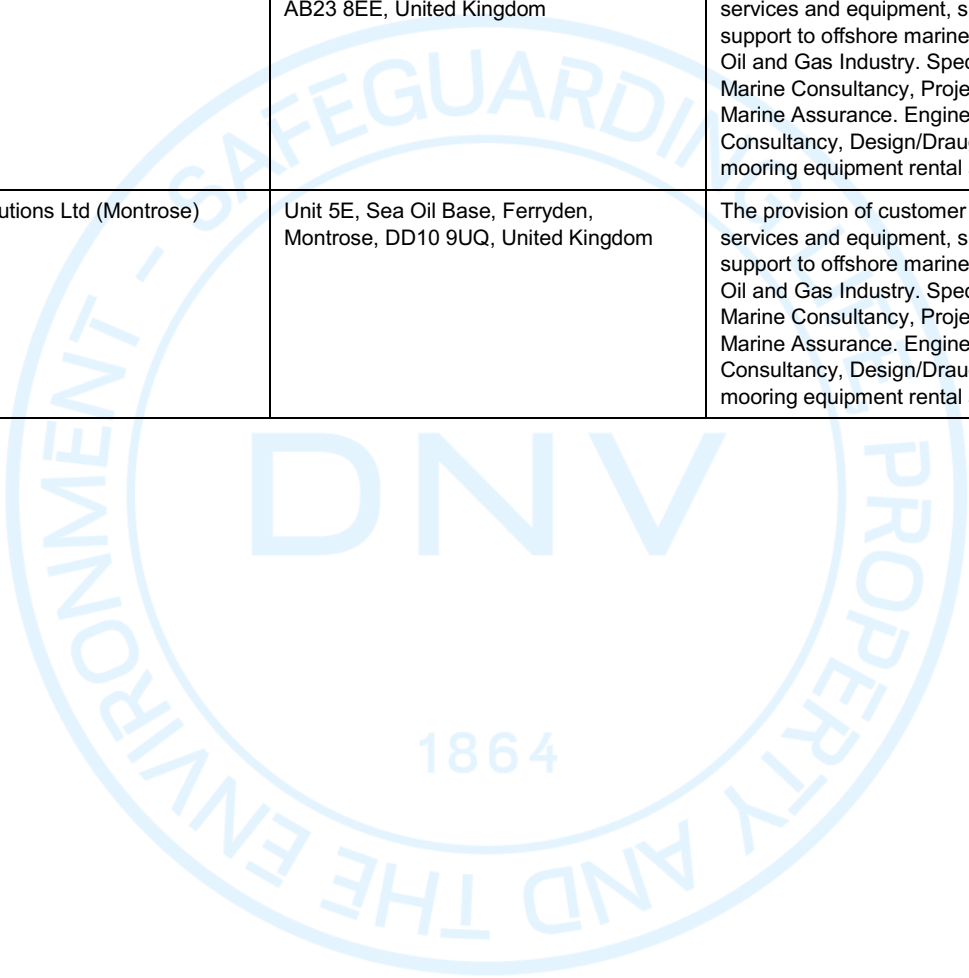 AB23 8EE, United Kingdom
services and equipment, s
support to offshore marine
Oil and Gas Industry. Spec
Marine Consultancy, Proje
Marine Assurance. Engine
Consultancy, Design/Drau
mooring equipment rental
utions Ltd (Montrose)
Unit 5E, Sea Oil Base, Ferryden,
Montrose, DD10 9UQ, United Kingdom
The provision of customer
services and equipment, s
support to offshore marine
Oil and Gas Industry. Spec
Marine Consultancy, Proje
Marine Assurance. Engine
Consultancy, Design/Drau
mooring equipment rental
SAFEGUARDING LIFE, PROPERTY AND THE ENVIRONMENT -
DNV
1864